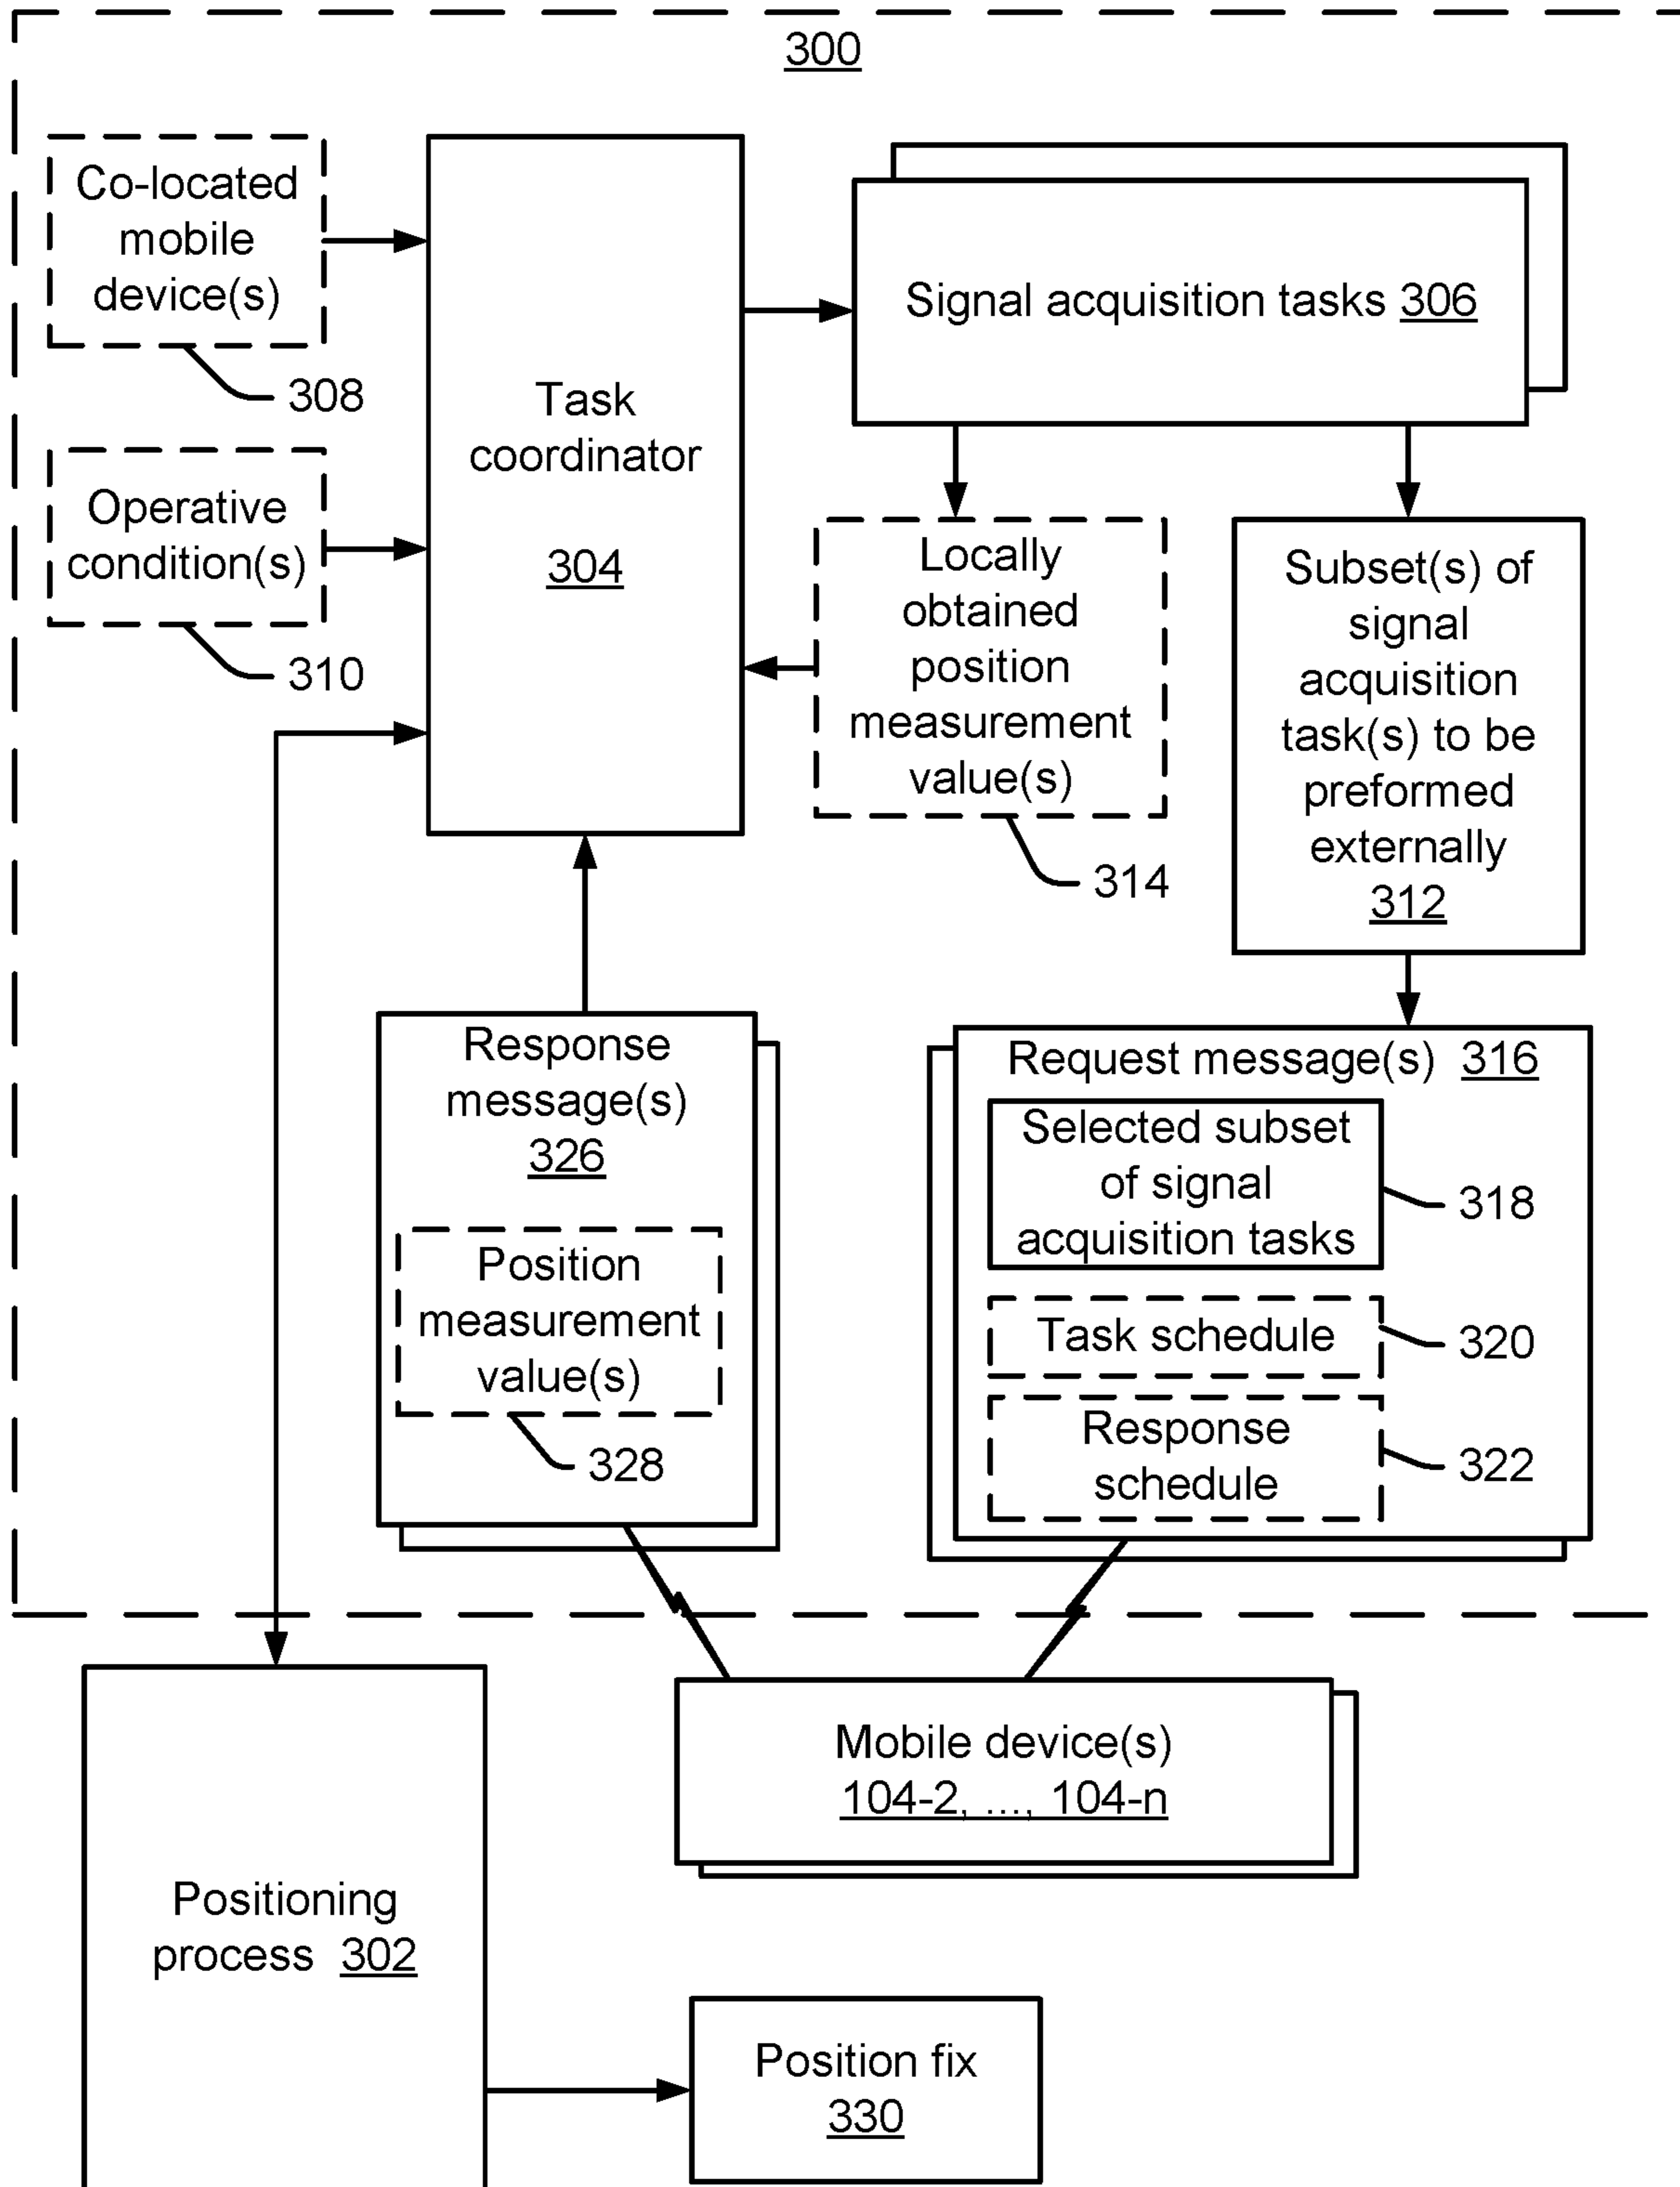 300
Co-located
mobile
device(s)
308
Operative
condition(s)
310
Task
coordinator
304
Signal acquisition tasks 306
Locally
obtained
position
measurement
value(s)
314
Subset(s) of
signal
acquisition
task(s) to be
preformed
externally
312
Response
message(s)
326
Position
measurement
value(s)
328
Request message(s) 316
Selected subset
of signal
acquisition tasks
318
Task schedule
320
Response
schedule
322
Mobile device(s)
104-2, ..., 104-n
Positioning
process 302
Position fix
330